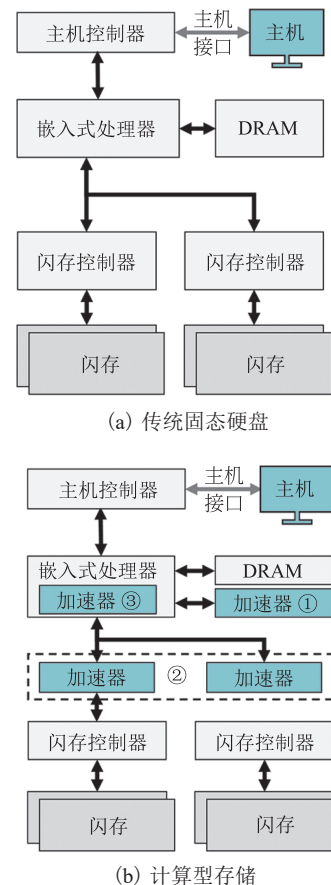 主机控制器
主机
接口
主机
嵌入式处理器
DRAM
闪存控制器
闪存控制器
闪存
闪存
(a) 传统固态硬盘
主机控制器
主机
接口
主机
嵌入式处理器
DRAM
加速器 ③
加速器 ①
加速器
②
加速器
闪存控制器
闪存控制器
闪存
闪存
(b) 计算型存储